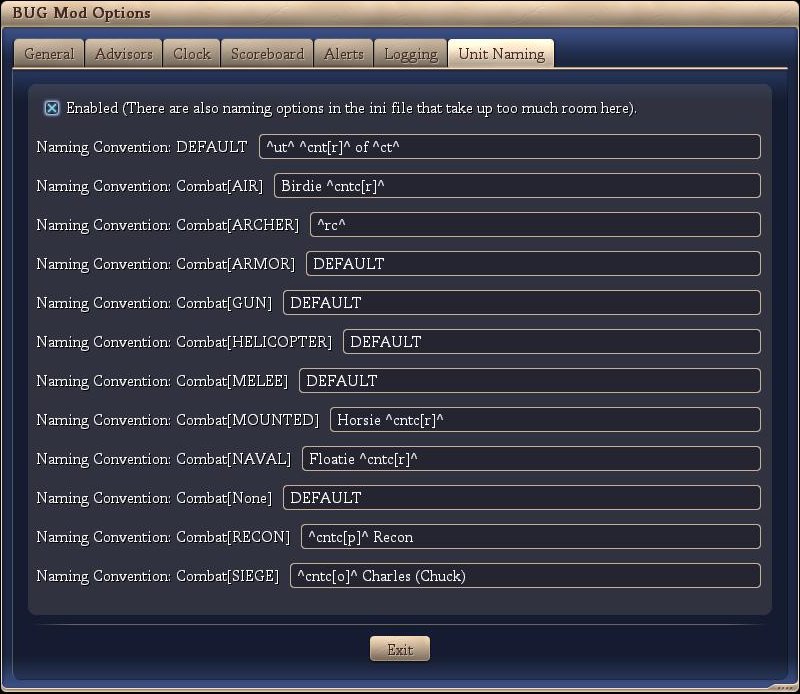 BUG Mod Options
General Advisors Clock Scoreboard Alerts Logging Unit Naming
Enabled (There are also naming options in the ini file that take up too much room here).
Naming Convention: DEFAULT ^ut^ ^cnt[r]^ of ^ct^
Naming Convention: Combat[AIR] Birdie ^cntc[r]^
Naming Convention: Combat[ARCHER] ^rc^
Naming Convention: Combat[ARMOR] DEFAULT
Naming Convention: Combat[GUN] DEFAULT
Naming Convention: Combat[HELICOPTER] DEFAULT
Naming Convention: Combat[MELEE] DEFAULT
Naming Convention: Combat[MOUNTED] Horsie ^cntc[r]^
Naming Convention: Combat[NAVAL] Floatie ^cntc[r]^
Naming Convention: Combat[None] DEFAULT
Naming Convention: Combat[RECON] ^cntc[p]^ Recon
Naming Convention: Combat[SIEGE] ^cntc[o]^ Charles (Chuck)
Exit